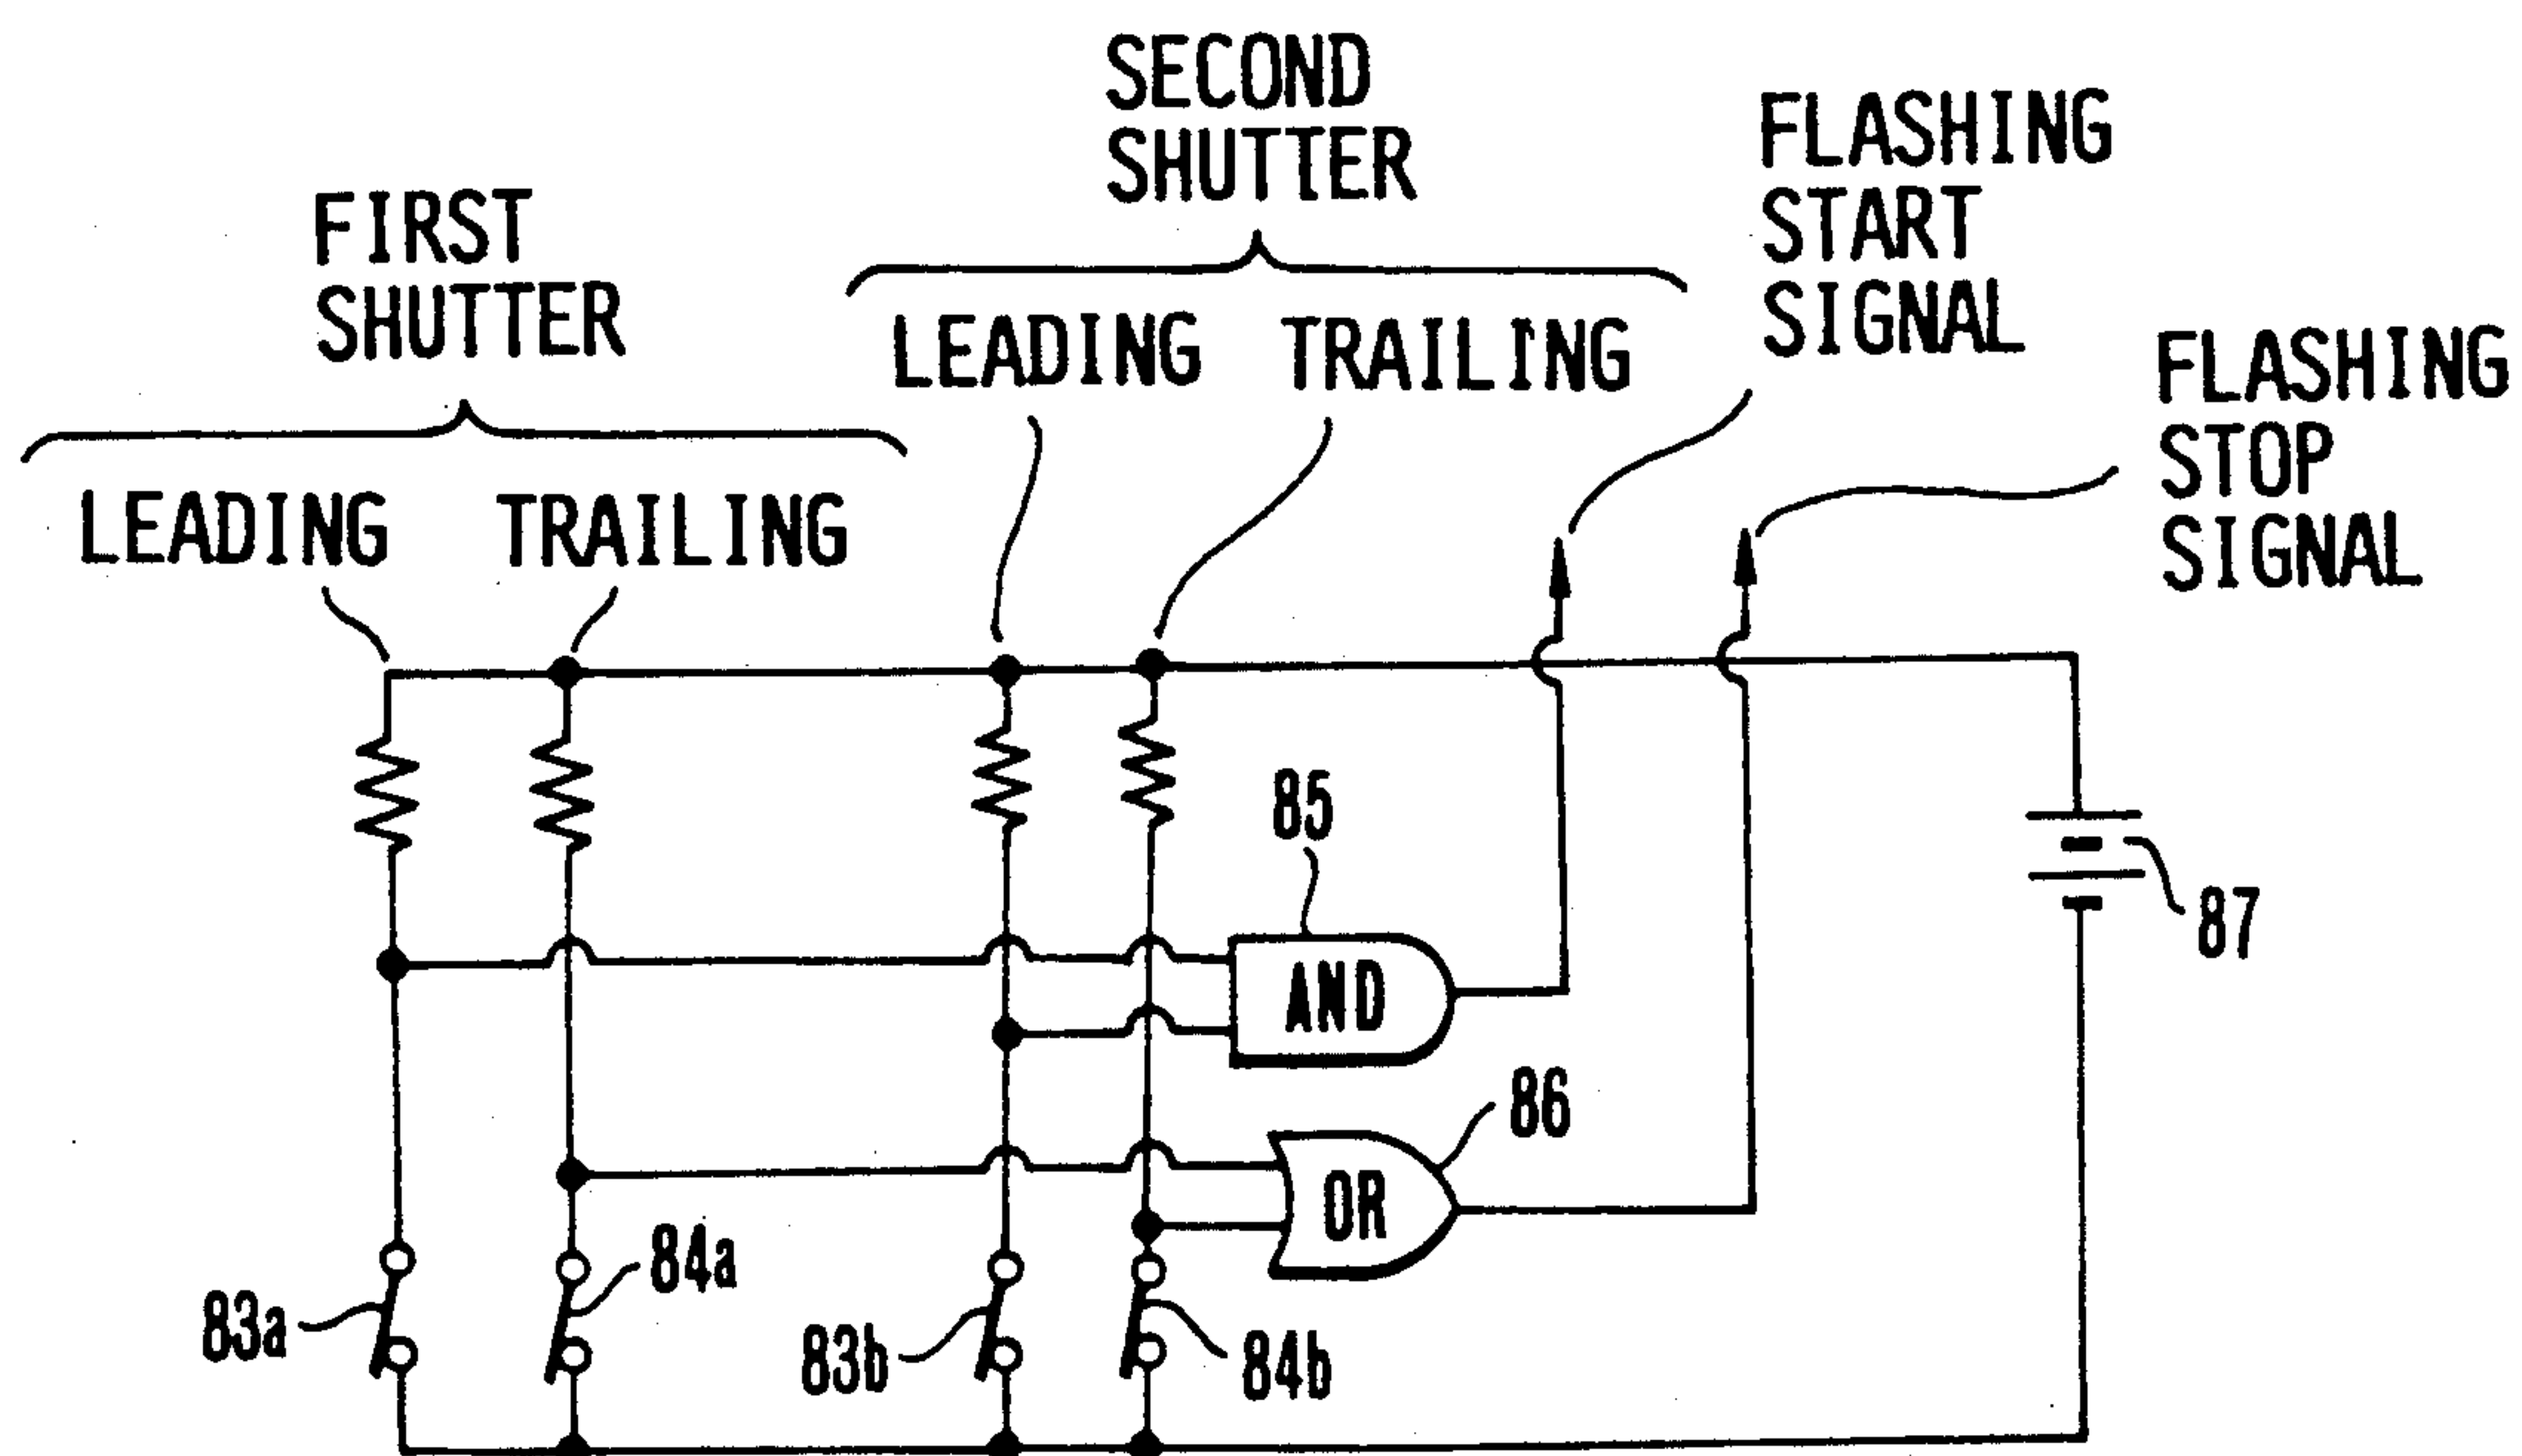 SECOND
SHUTTER
FLASHING
START
SIGNAL
FIRST
SHUTTER
LEADING
TRAILING
FLASHING
STOP
SIGNAL
LEADING
TRAILING
85
AND
87
86
OR
84a
83a
83b
84b